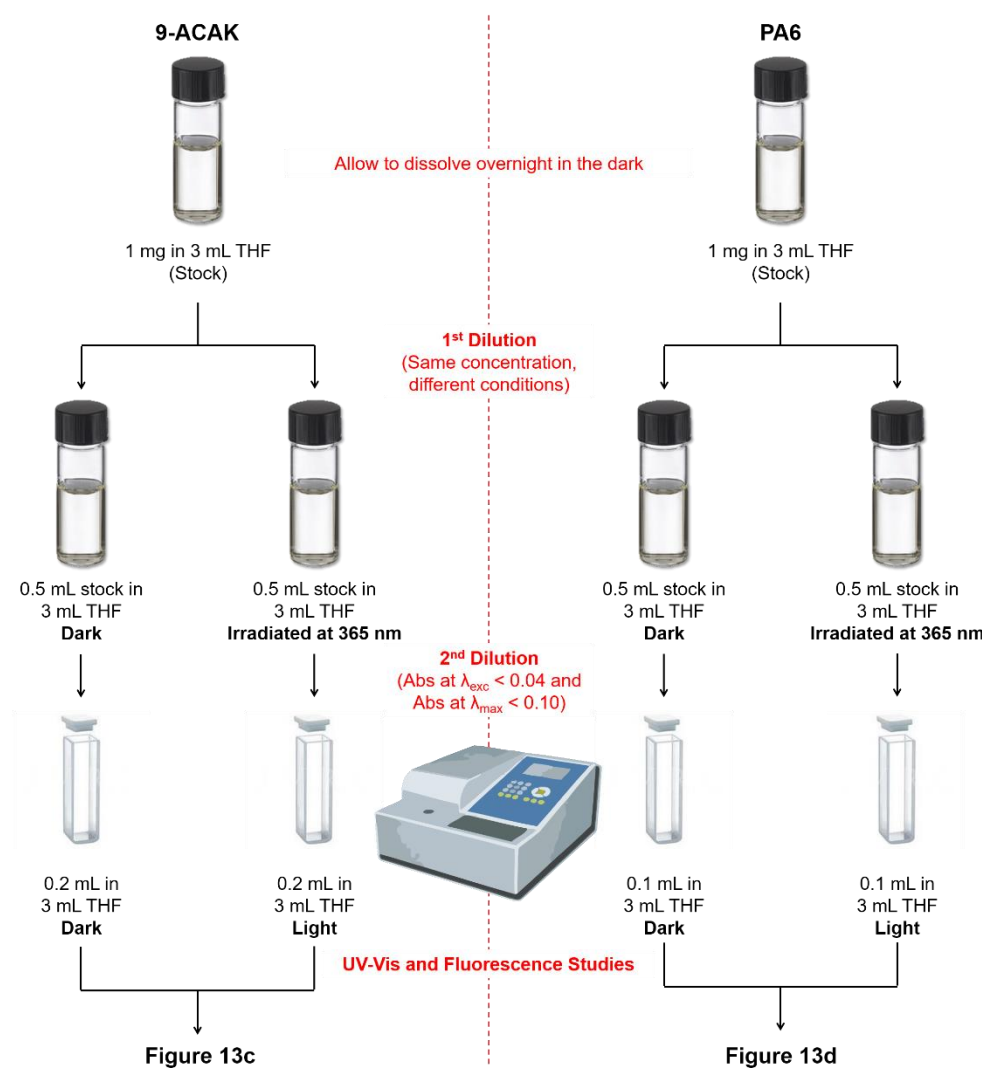 9-ACAK
PA6
Allow to dissolve overnight in the dark
1 mg in 3 mL THF
(Stock)
1 mg in 3 mL THF
(Stock)
1st Dilution
(Same concentration,
different conditions)
0.5 mL stock in
3 mL THF
Dark
0.5 mL stock in
3 mL THF
Irradiated at 365 nm
0.5 mL stock in
3 mL THF
Dark
0.5 mL stock in
3 mL THF
Irradiated at 365 nm
2nd Dilution
(Abs at λexc < 0.04 and
Abs at λmax < 0.10)
0.2 mL in
3 mL THF
Dark
0.2 mL in
3 mL THF
Light
0.1 mL in
3 mL THF
Dark
0.1 mL in
3 mL THF
Light
UV-Vis and Fluorescence Studies
Figure 13c
Figure 13d